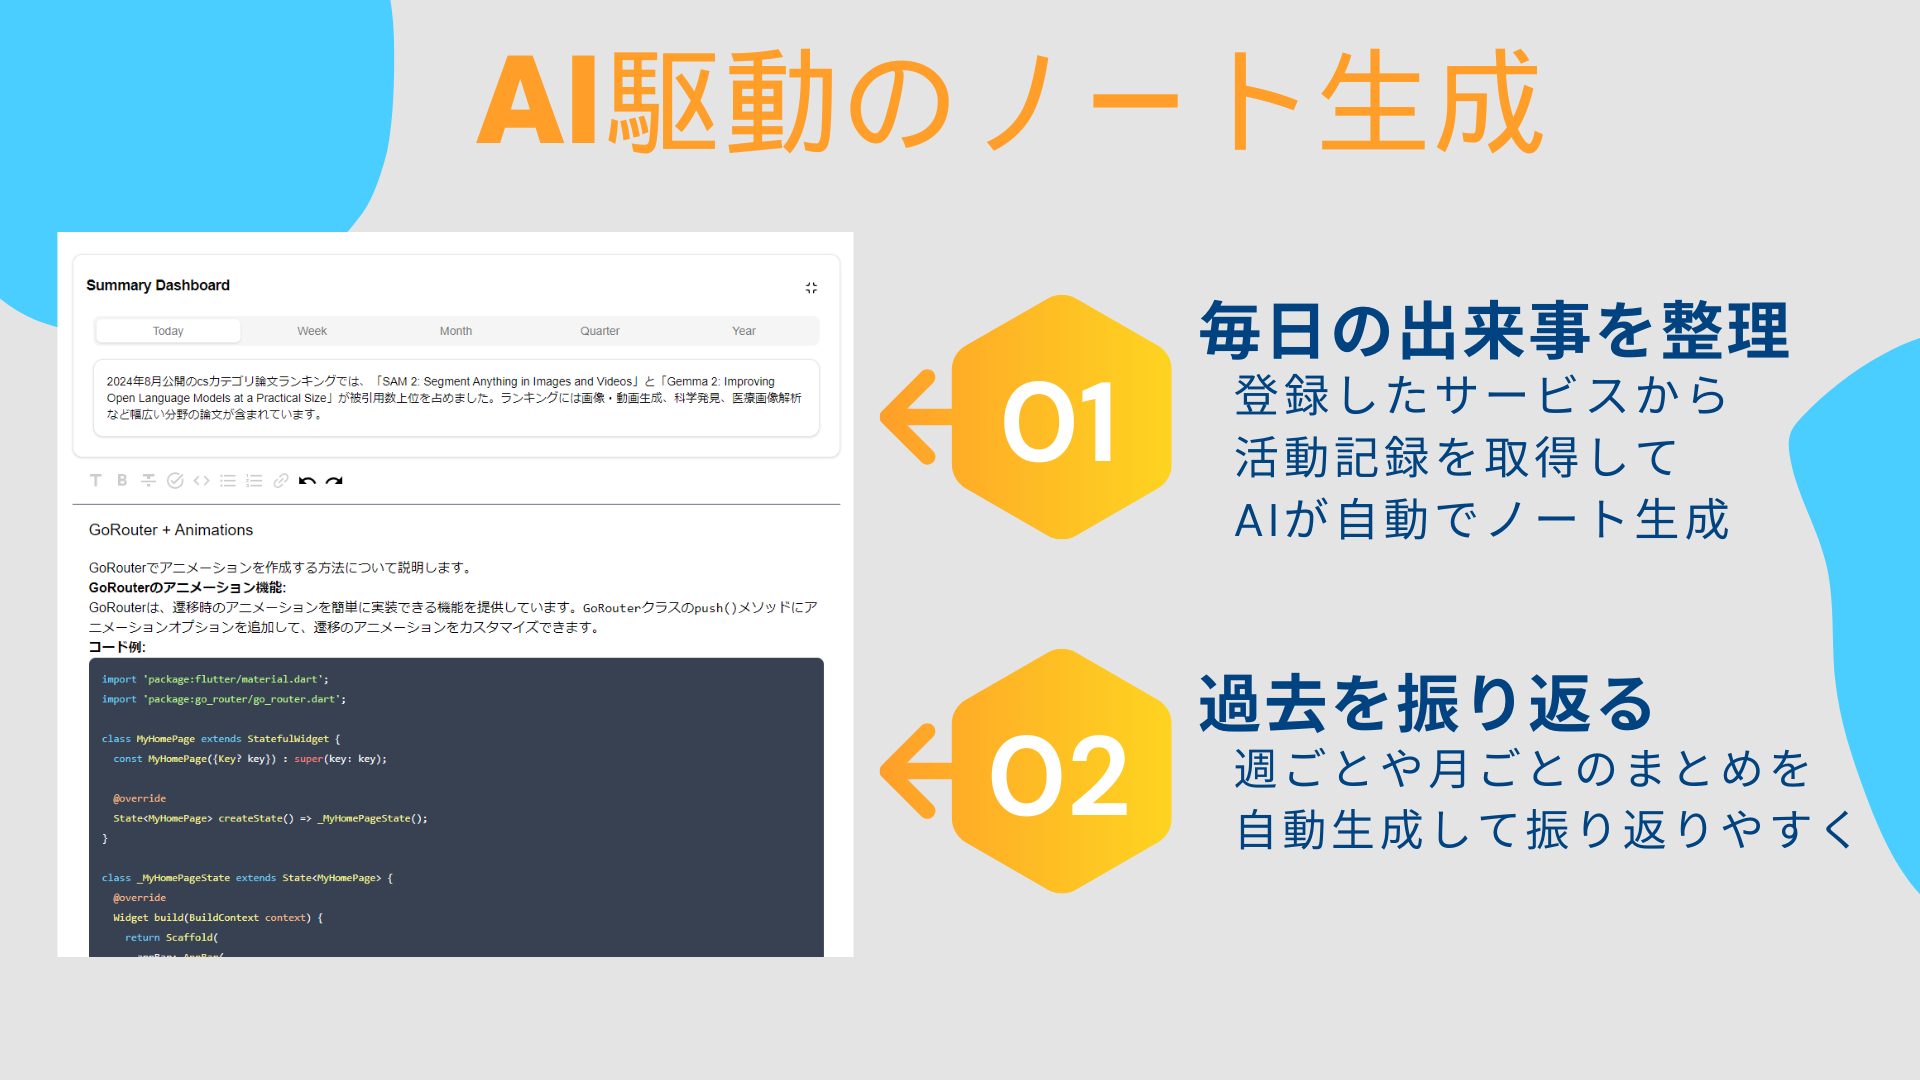 AI駆動のノート生成
Summary Dashboard
Today Week Month Quarter Year
2024年8月公開のcsカテゴリ論文ランキングでは、「SAM 2: Segment Anything in Images and Videos」と「Gemma 2: Improving
Open Language Models at a Practical Size」が被引用数上位を占めました。ランキングには画像・動画生成、科学発見、医療画像解析
など幅広い分野の論文が含まれています。
GoRouter + Animations
GoRouterでアニメーションを作成する方法について説明します。
GoRouterのアニメーション機能:
GoRouterは、遷移時のアニメーションを簡単に実装できる機能を提供しています。GoRouterクラスのpush()メソッドにア
ニメーションオプションを追加して、遷移のアニメーションをカスタマイズできます。
コード例:
import 'package:flutter/material.dart';
import 'package:go_router/go_router.dart';
class MyHomePage extends StatefulWidget {
const MyHomePage({Key? key}) : super(key: key);
@override
State<MyHomePage> createState() => _MyHomePageState();
}
class _MyHomePageState extends State<MyHomePage> {
@override
Widget build(BuildContext context) {
return Scaffold(
appBar: AppBar(
01
毎日の出来事を整理
登録したサービスから
活動記録を取得して
AIが自動でノート生成
02
過去を振り返る
週ごとや月ごとのまとめを
自動生成して振り返りやすく